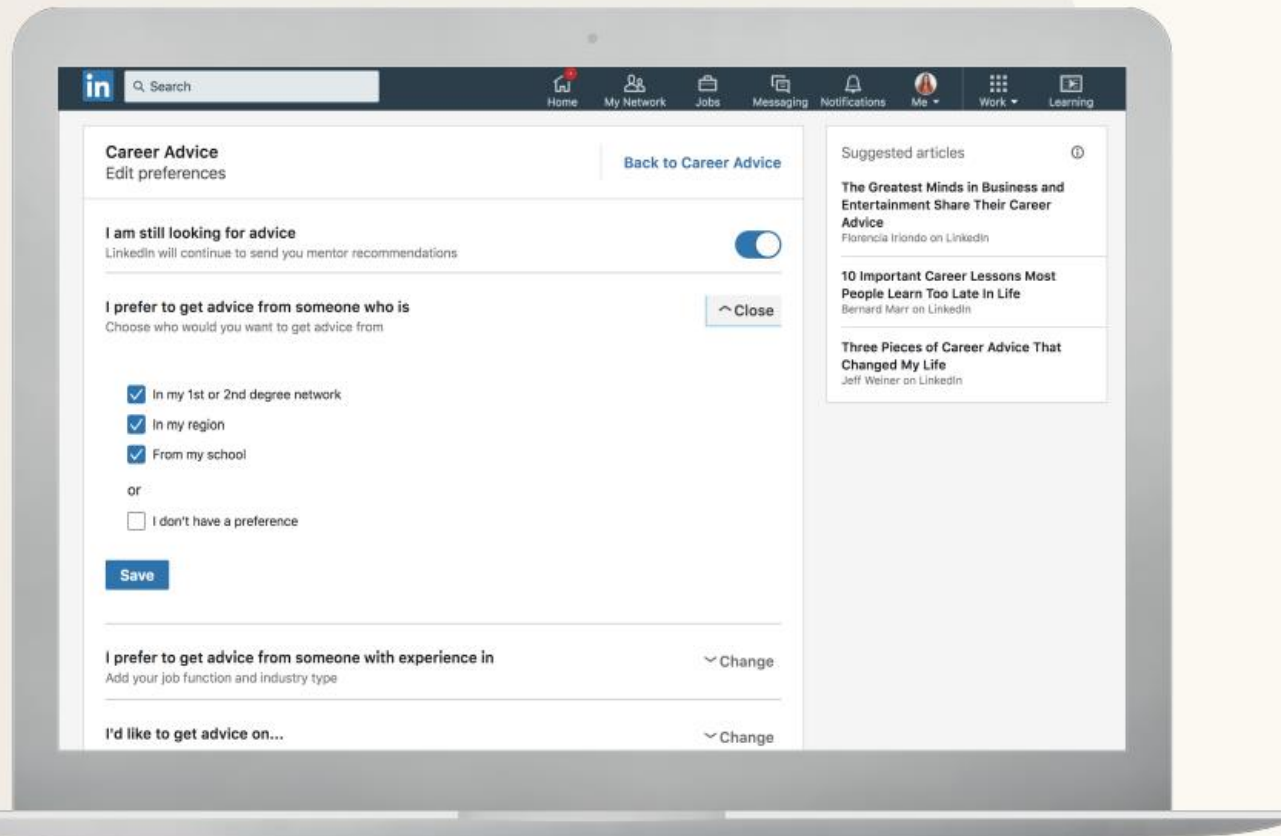 in
Search
Home
My Network
Jobs
Messaging
Notifications
Me
Work
Learning
Career Advice
Edit preferences
Back to Career Advice
I am still looking for advice
LinkedIn will continue to send you mentor recommendations
I prefer to get advice from someone who is
Choose who would you want to get advice from
Close
In my 1st or 2nd degree network
In my region
From my school
or
I don't have a preference
Save
I prefer to get advice from someone with experience in
Add your job function and industry type
Change
I'd like to get advice on...
Change
Suggested articles
The Greatest Minds in Business and
Entertainment Share Their Career
Advice
Florencia Iriondo on LinkedIn
10 Important Career Lessons Most
People Learn Too Late In Life
Bernard Marr on LinkedIn
Three Pieces of Career Advice That
Changed My Life
Jeff Weiner on LinkedIn